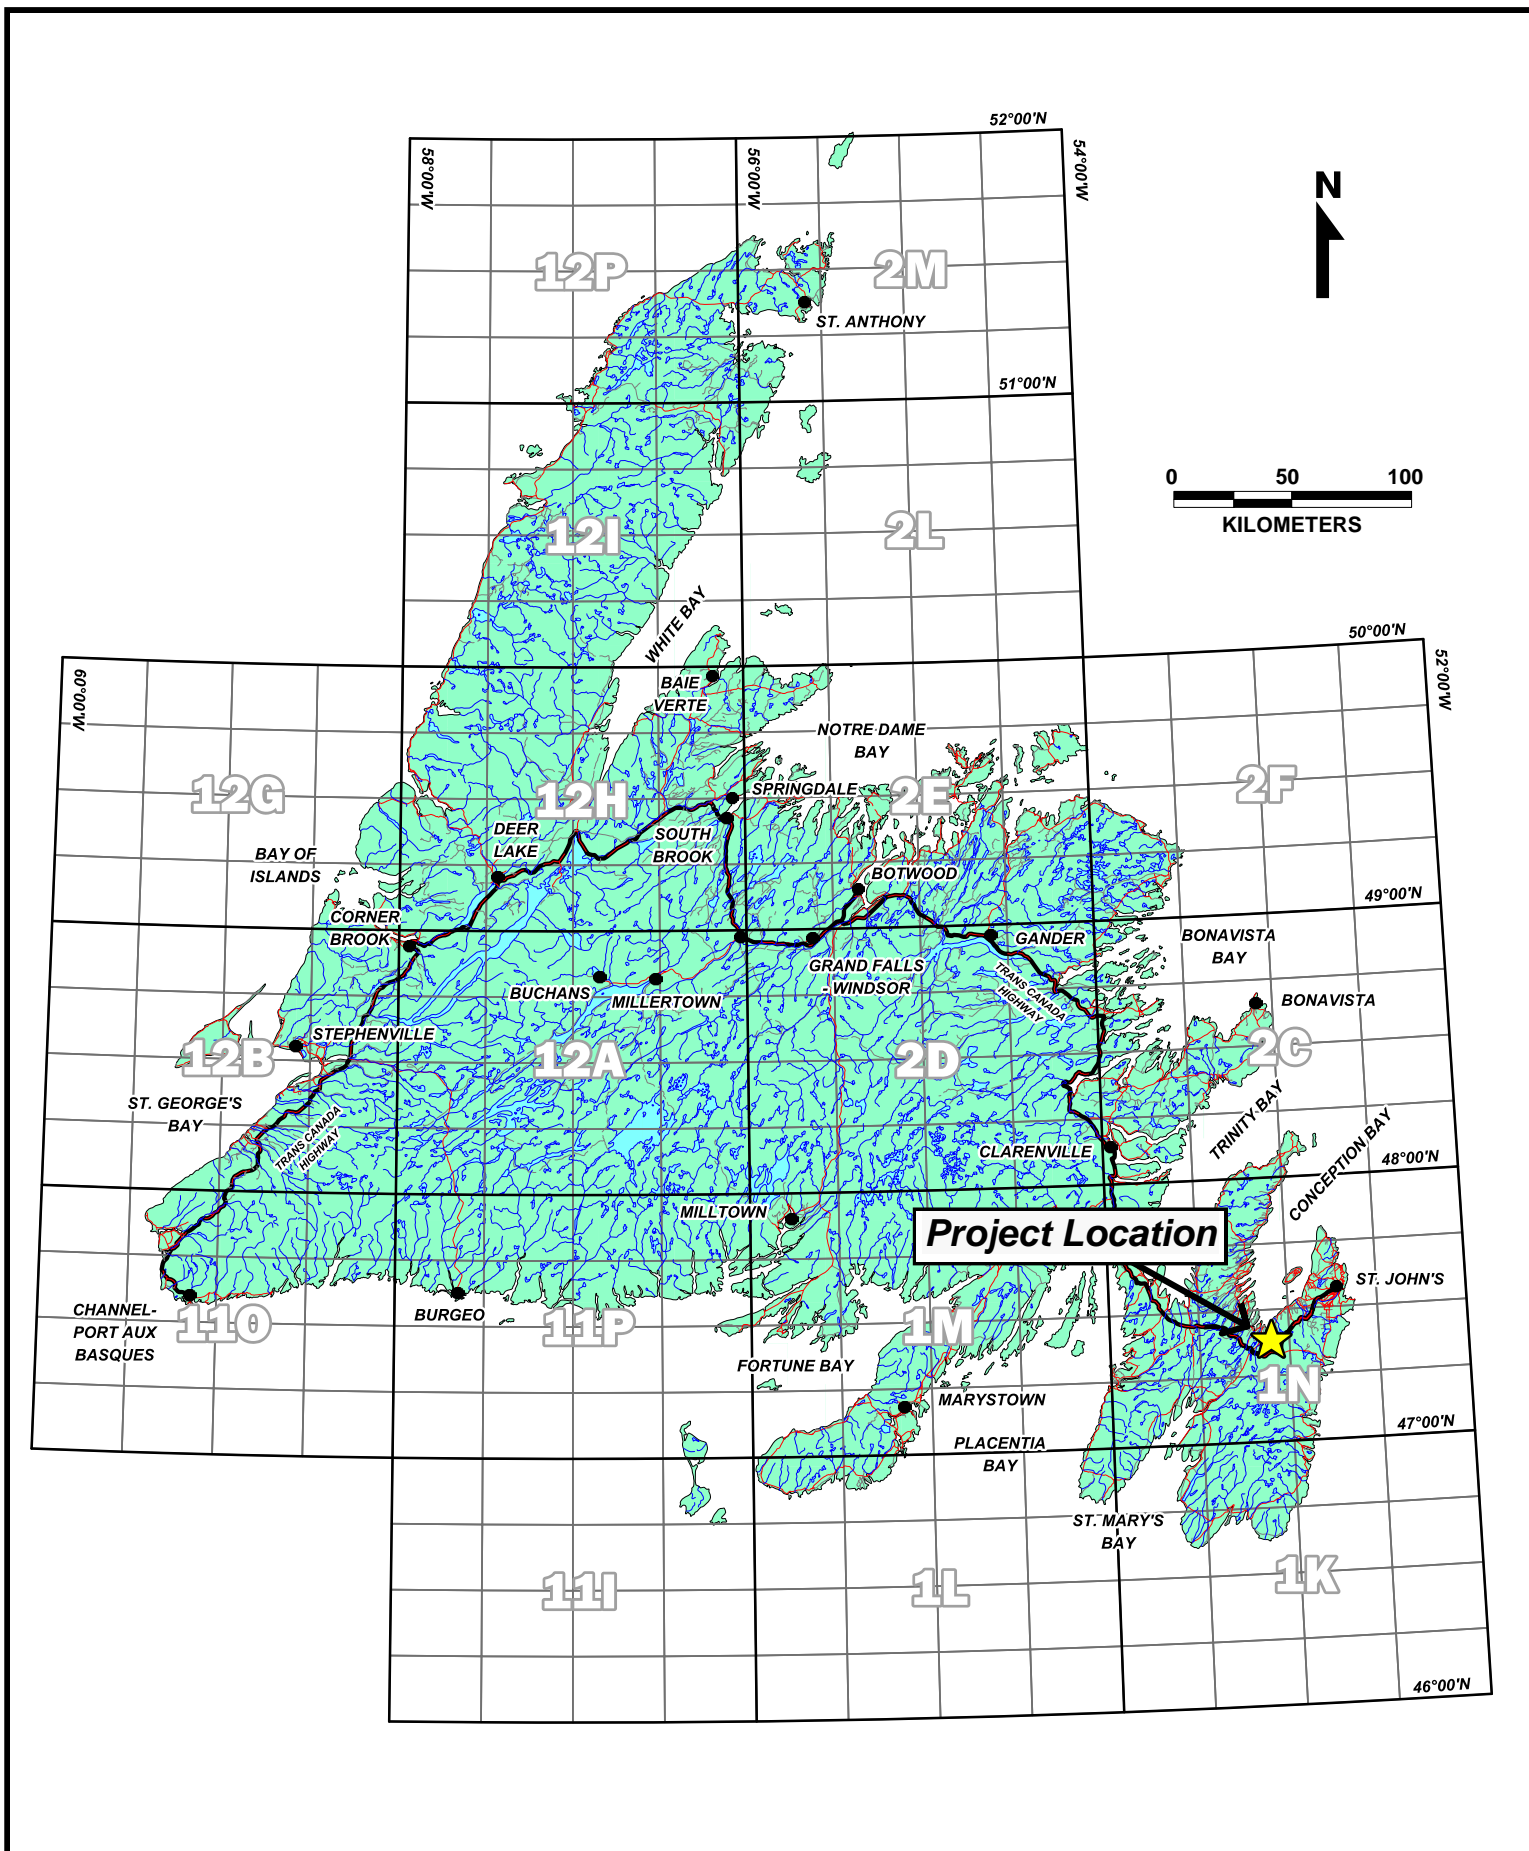 52°00'N
58°00'W
56°00'W
54°00'W
N
12P
2M
ST. ANTHONY
51°00'N
0 50 100
KILOMETERS
12I
2L
WHITE BAY
50°00'N
52°00'W
60°00'W
BAIE
VERTE
NOTRE DAME
BAY
12G
12H
SPRINGDALE
2E
2F
DEER
LAKE
SOUTH
BROOK
BAY OF
ISLANDS
BOTWOOD
49°00'N
CORNER
BROOK
GANDER
BONAVISTA
BAY
GRAND FALLS
- WINDSOR
BUCHANS
MILLERTOWN
TRANS CANADA
HIGHWAY
BONAVISTA
STEPHENVILLE
12B
12A
2D
2C
ST. GEORGE'S
BAY
TRANS CANADA
HIGHWAY
TRINITY BAY
CONCEPTION BAY
CLARENVILLE
48°00'N
MILLTOWN
Project Location
ST. JOHN'S
CHANNEL-
PORT AUX
BASQUES
11O
BURGEO
11P
1M
FORTUNE BAY
1N
MARYSTOWN
47°00'N
PLACENTIA
BAY
ST. MARY'S
BAY
11I
1L
1K
46°00'N